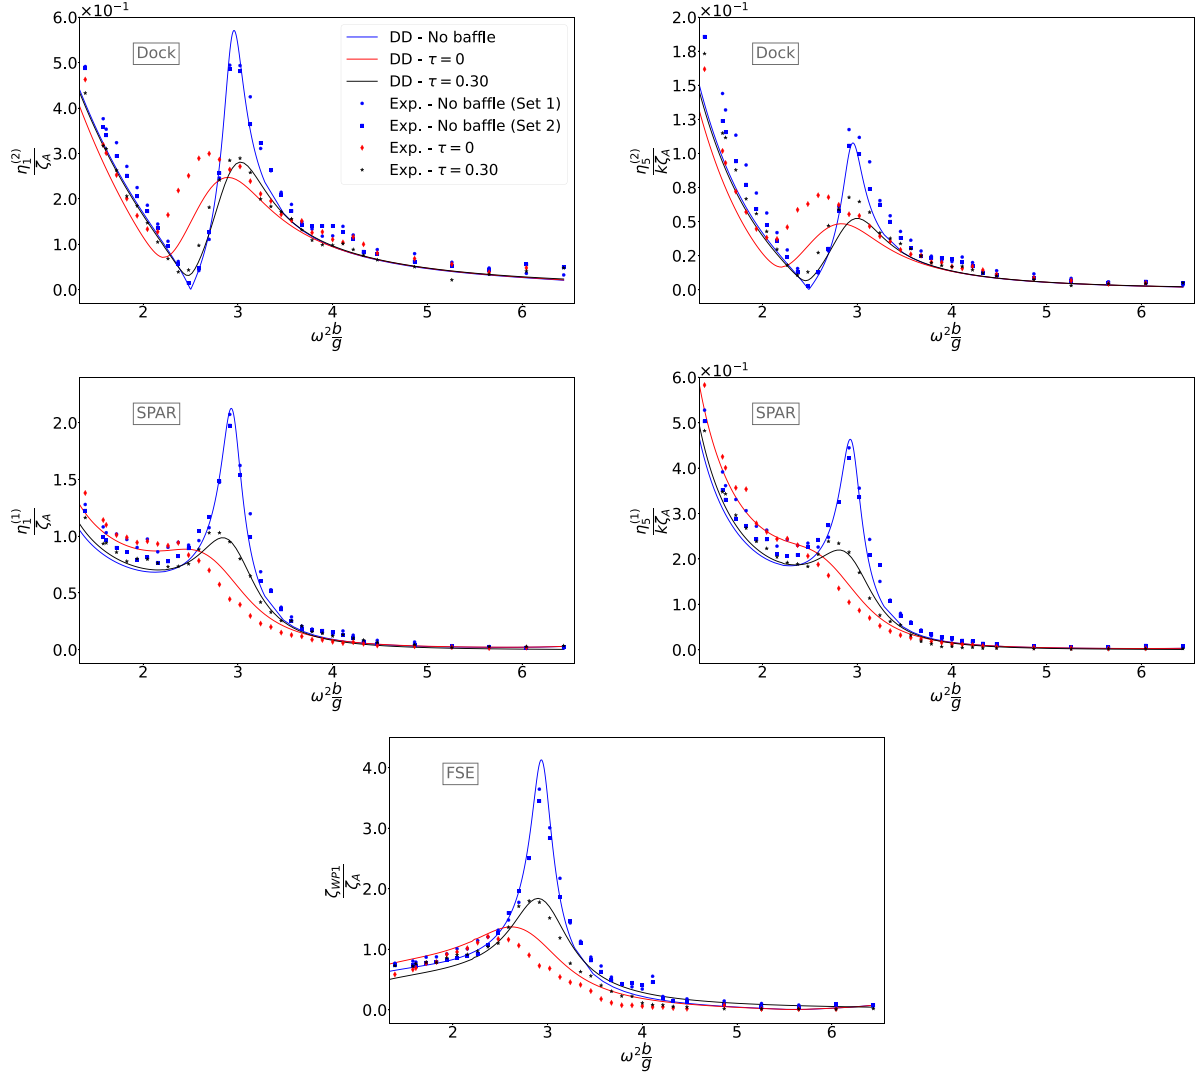 ×10⁻¹
6.0
5.0
4.0
3.0
2.0
1.0
0.0
2 3 4 5 6
η₁⁽²⁾/ζ_A
ω² b/g
Dock
DD - No baffle
DD - τ = 0
DD - τ = 0.30
Exp. - No baffle (Set 1)
Exp. - No baffle (Set 2)
Exp. - τ = 0
Exp. - τ = 0.30
×10⁻¹
2.0
1.8
1.5
1.2
1.0
0.8
0.5
0.2
0.0
2 3 4 5 6
η₅⁽²⁾/kζ_A
ω² b/g
Dock
2.0
1.5
1.0
0.5
0.0
2 3 4 5 6
η₁⁽¹⁾/ζ_A
ω² b/g
SPAR
×10⁻¹
6.0
5.0
4.0
3.0
2.0
1.0
0.0
2 3 4 5 6
η₅⁽¹⁾/kζ_A
ω² b/g
SPAR
4.0
3.0
2.0
1.0
0.0
2 3 4 5 6
ζ_WP1/ζ_A
ω² b/g
FSE